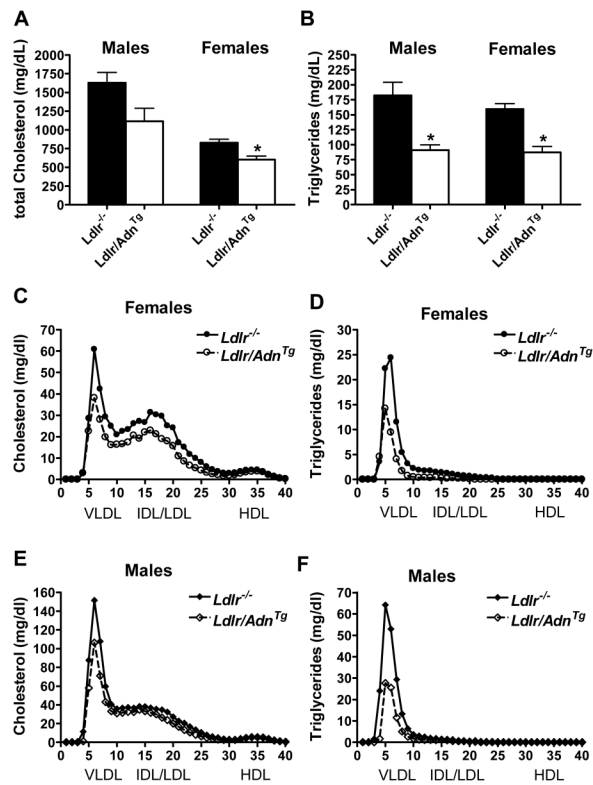 A
Males
Females
total Cholesterol (mg/dL)
2000
1750
1500
1250
1000
750
500
250
0
*
Ldlr-/-
Ldlr/AdnTg
Ldlr-/-
Ldlr/AdnTg
B
Males
Females
Triglycerides (mg/dL)
250
225
200
175
150
125
100
75
50
25
0
*
*
Ldlr-/-
Ldlr/AdnTg
Ldlr-/-
Ldlr/AdnTg
C
Females
Ldlr-/-
Ldlr/AdnTg
Cholesterol (mg/dl)
70
60
50
40
30
20
10
0
0 5 10 15 20 25 30 35 40
VLDL IDL/LDL HDL
D
Females
Ldlr-/-
Ldlr/AdnTg
Triglycerides (mg/dl)
30
25
20
15
10
5
0
0 5 10 15 20 25 30 35 40
VLDL IDL/LDL HDL
E
Males
Ldlr-/-
Ldlr/AdnTg
Cholesterol (mg/dl)
160
140
120
100
80
60
40
20
0
0 5 10 15 20 25 30 35 40
VLDL IDL/LDL HDL
F
Males
Ldlr-/-
Ldlr/AdnTg
Triglycerides (mg/dl)
70
60
50
40
30
20
10
0
0 5 10 15 20 25 30 35 40
VLDL IDL/LDL HDL